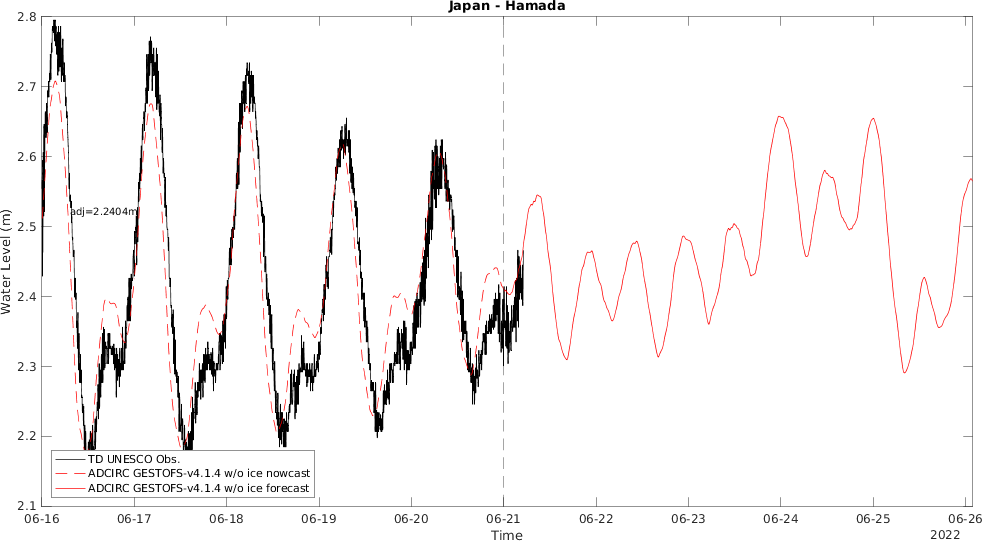 Japan - Hamada
2.8
2.7
2.6
2.5
2.4
2.3
2.2
2.1
Water Level (m)
adj=2.2404m
TD UNESCO Obs.
ADCIRC GESTOFS-v4.1.4 w/o ice nowcast
ADCIRC GESTOFS-v4.1.4 w/o ice forecast
06-16 06-17 06-18 06-19 06-20 06-21 06-22 06-23 06-24 06-25 06-26
2022
Time